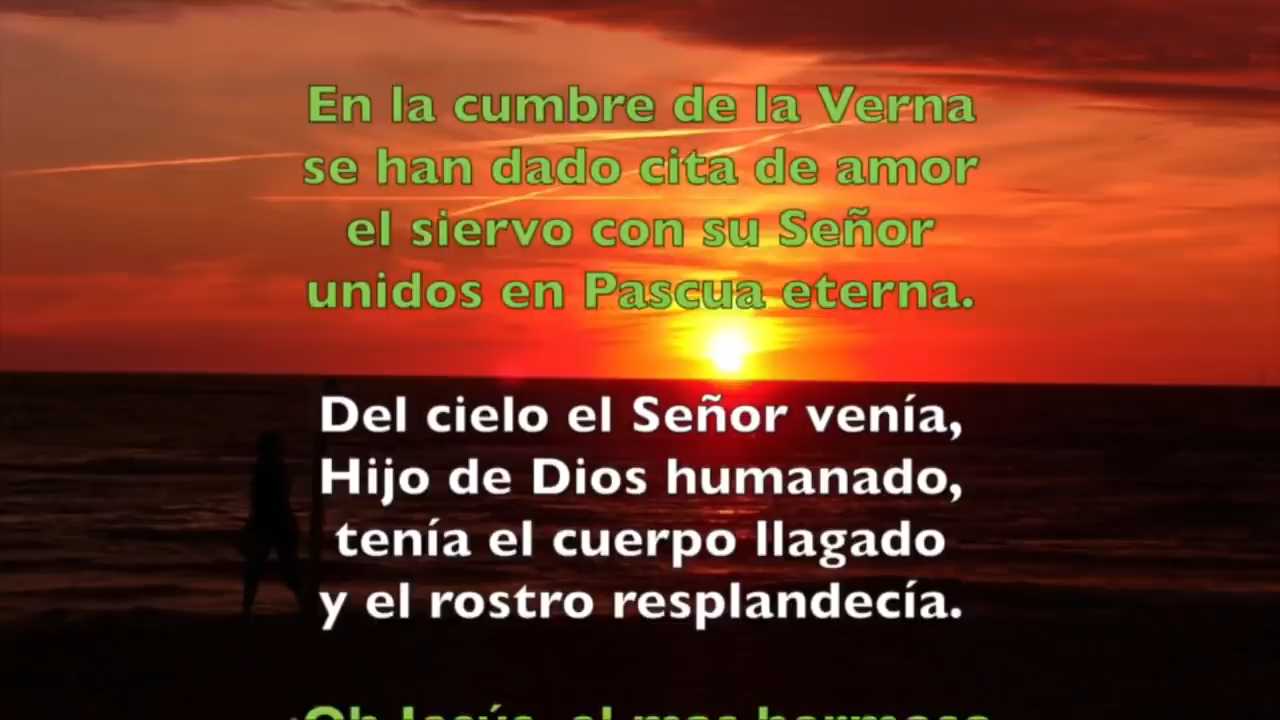 En la cumbre de la Verna
se han dado cita de amor
el siervo con su Señor
unidos en Pascua eterna.
Del cielo el Señor venía,
Hijo de Dios humanado,
tenía el cuerpo llagado
y el rostro resplandecía.
¡Oh Jesús, el mas hermoso